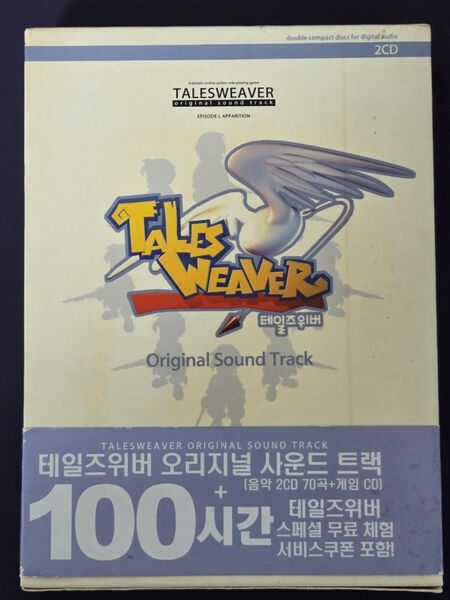 double compact discs for digital audio
2CD
dramatic online action role playing game
TALESWEAVER
original sound track
EPISODE I. APPARITION
TALES
WEAVER
테일즈위버
Original Sound Track
TALESWEAVER ORIGINAL SOUND TRACK
테일즈위버 오리지널 사운드 트랙
(음악 2CD 70곡+게임 CD)
+
100시간
테일즈위버
스페셜 무료 체험
서비스쿠폰 포함!